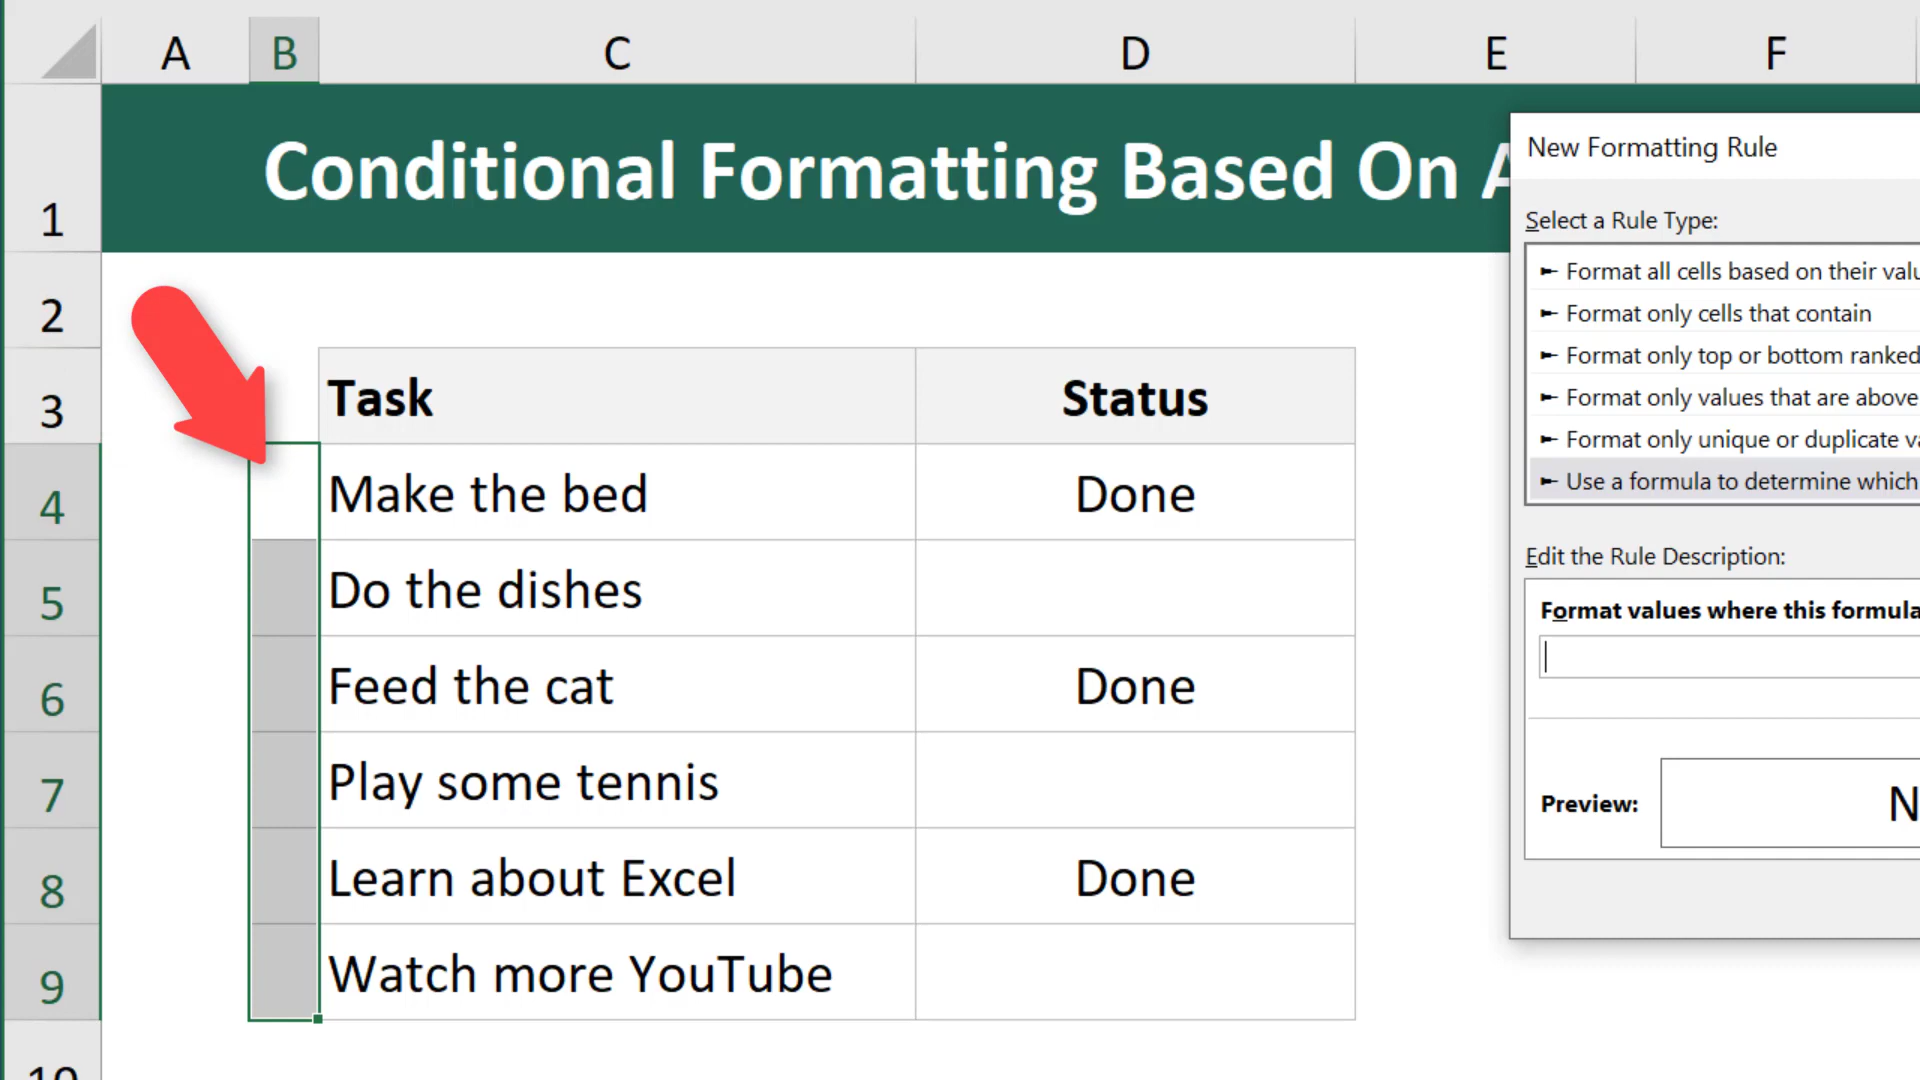 A B C D E F
1 Conditional Formatting Based On A
2
3 Task Status
4 Make the bed Done
5 Do the dishes
6 Feed the cat Done
7 Play some tennis
8 Learn about Excel Done
9 Watch more YouTube
10
New Formatting Rule
Select a Rule Type:
► Format all cells based on their valu
► Format only cells that contain
► Format only top or bottom ranked
► Format only values that are above
► Format only unique or duplicate va
► Use a formula to determine which
Edit the Rule Description:
Format values where this formula
Preview: N